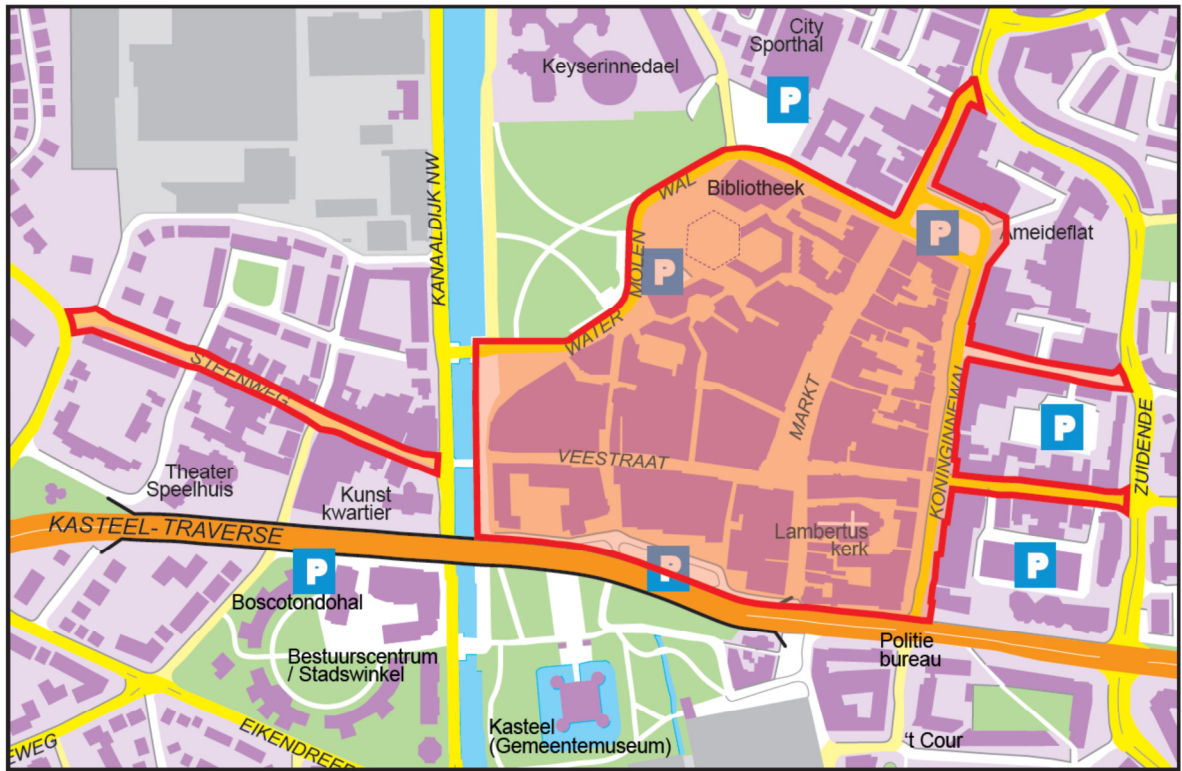 City
Sporthal
Keyserinnedael
P
KANAALDIJK NW
WAL
Bibliotheek
P
Ameideflat
MOLEN
P
WATER
STEENWEG
MARKT
KONINGINNEWAL
P
ZUIDENDE
VEESTRAAT
Theater
Speelhuis
Kunst
kwartier
KASTEEL-TRAVERSE
Lambertus
kerk
P
P
P
Boscotondohal
Politie
bureau
Bestuurscentrum
/ Stadswinkel
Kasteel
(Gemeentemuseum)
't Cour
EIKENDREEF
EWEG